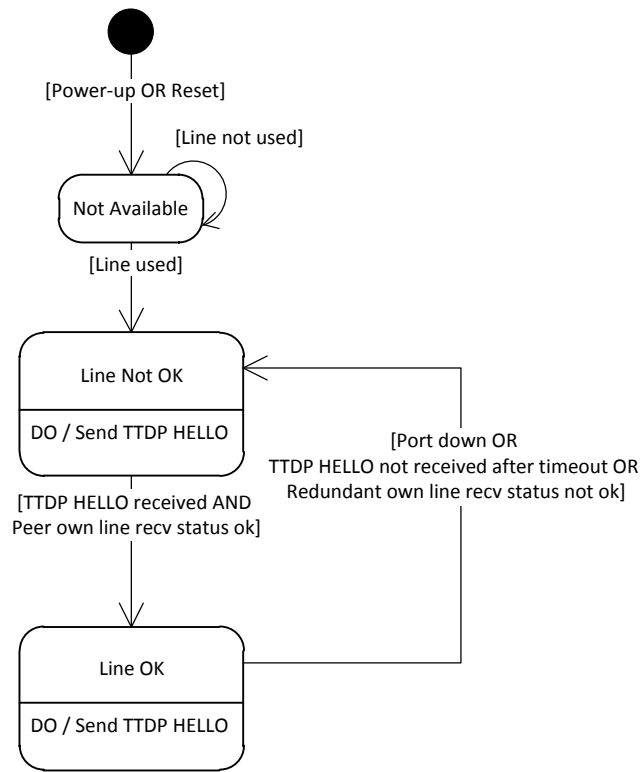 [Power-up OR Reset]
[Line not used]
Not Available
[Line used]
Line Not OK
DO / Send TTDP HELLO
[Port down OR
TTDP HELLO not received after timeout OR
Redundant own line recv status not ok]
[TTDP HELLO received AND
Peer own line recv status ok]
Line OK
DO / Send TTDP HELLO